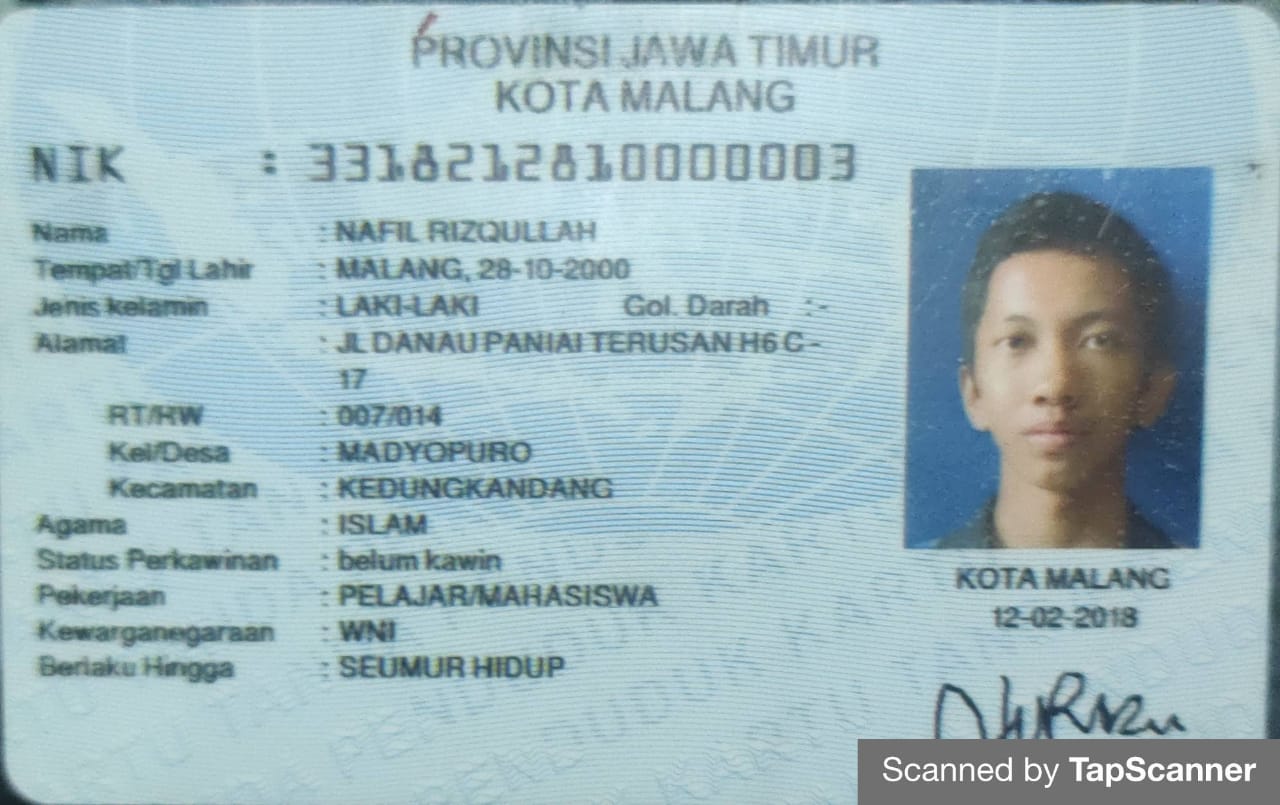 PROVINSI JAWA TIMUR
KOTA MALANG
NIK : 3318212810000003
Nama : NAFIL RIZQULLAH
Tempat/Tgl Lahir : MALANG, 28-10-2000
Jenis kelamin : LAKI-LAKI Gol. Darah : -
Alamat : JL DANAU PANIAI TERUSAN H6 C -
17
RT/RW : 007/014
Kel/Desa : MADYOPURO
Kecamatan : KEDUNGKANDANG
Agama : ISLAM
Status Perkawinan : belum kawin
Pekerjaan : PELAJAR/MAHASISWA
Kewarganegaraan : WNI
Berlaku Hingga : SEUMUR HIDUP
KOTA MALANG
12-02-2018
Scanned by TapScanner